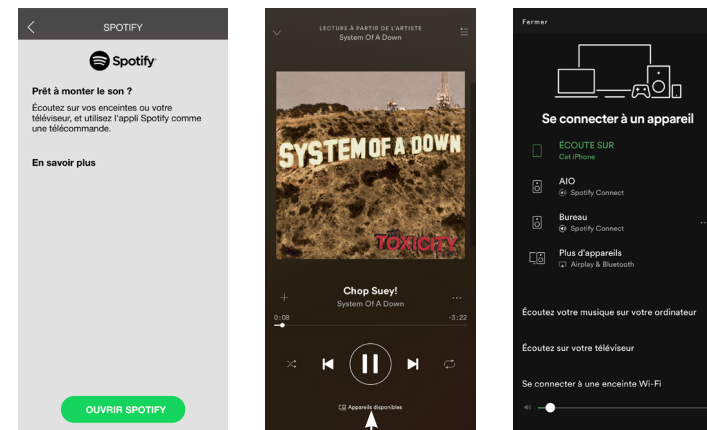 SPOTIFY
Spotify
Prêt à monter le son ?
Écoutez sur vos enceintes ou votre
téléviseur, et utilisez l'appli Spotify comme
une télécommande.
En savoir plus
OUVRIR SPOTIFY
LECTURE À PARTIR DE L'ARTISTE
System Of A Down
SYSTEM OF A DOWN
TOXICITY
Chop Suey!
System Of A Down
0:08
-3:22
Appareils disponibles
Fermer
Se connecter à un appareil
ÉCOUTE SUR
Cet iPhone
AIO
Spotify Connect
Bureau
Spotify Connect
Plus d'appareils
Airplay & Bluetooth
Écoutez votre musique sur votre ordinateur
Écoutez sur votre téléviseur
Se connecter à une enceinte Wi-Fi